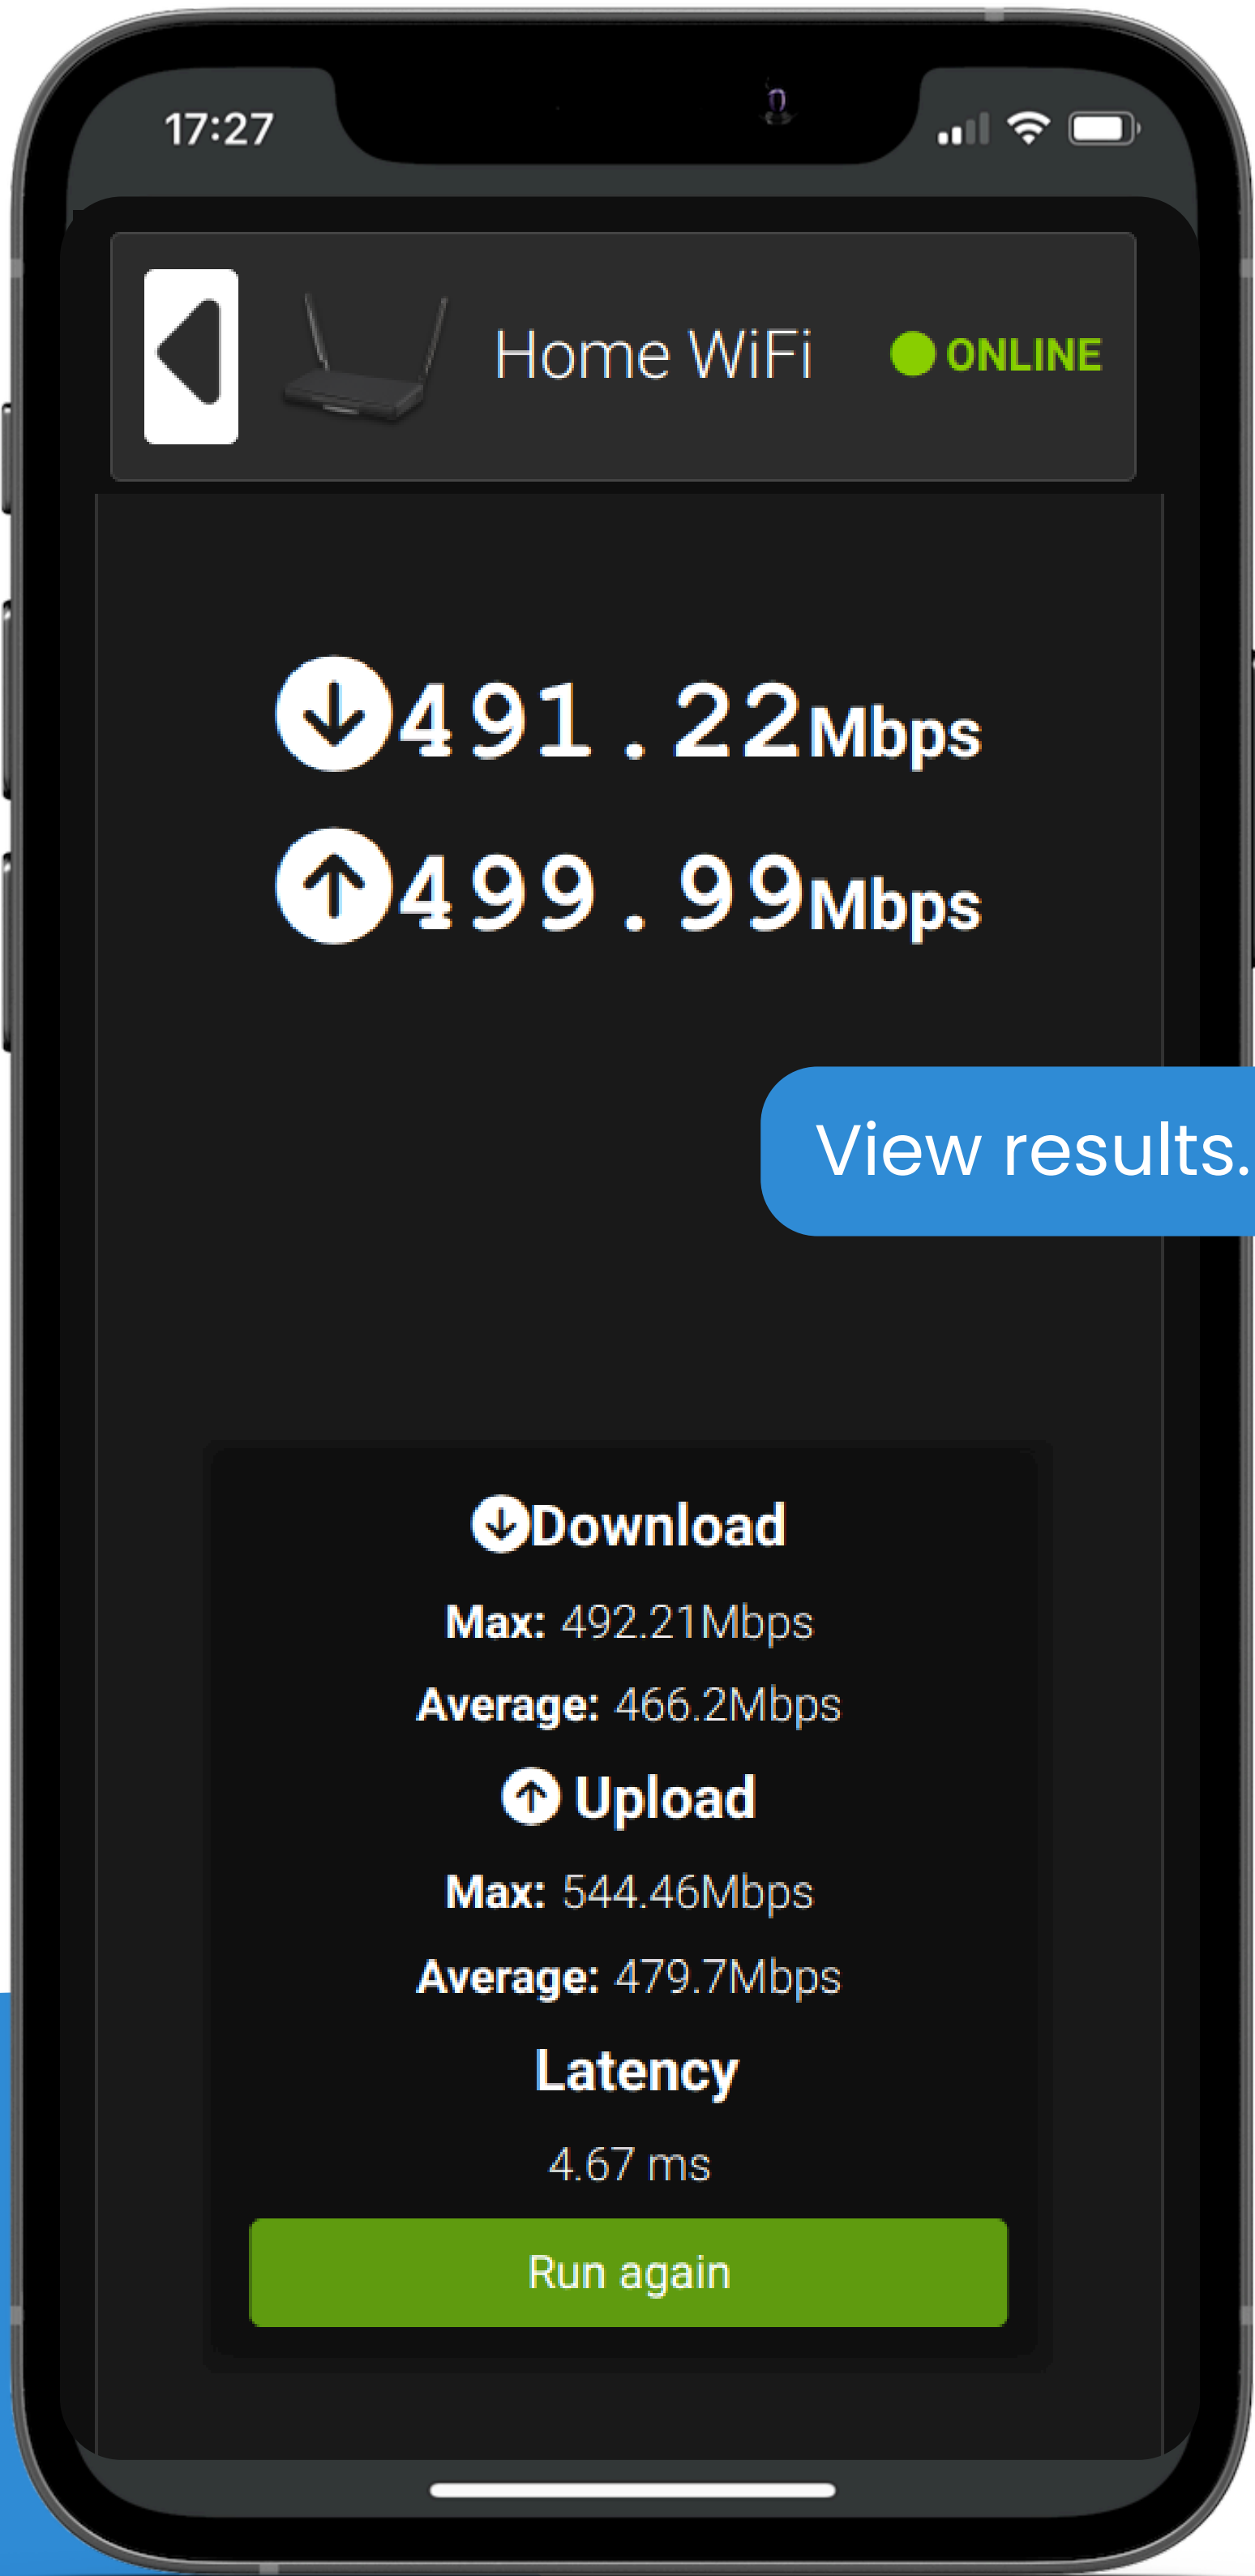 17:27
Home WiFi ONLINE
491.22Mbps
499.99Mbps
View results.
Download
Max: 492.21Mbps
Average: 466.2Mbps
Upload
Max: 544.46Mbps
Average: 479.7Mbps
Latency
4.67 ms
Run again